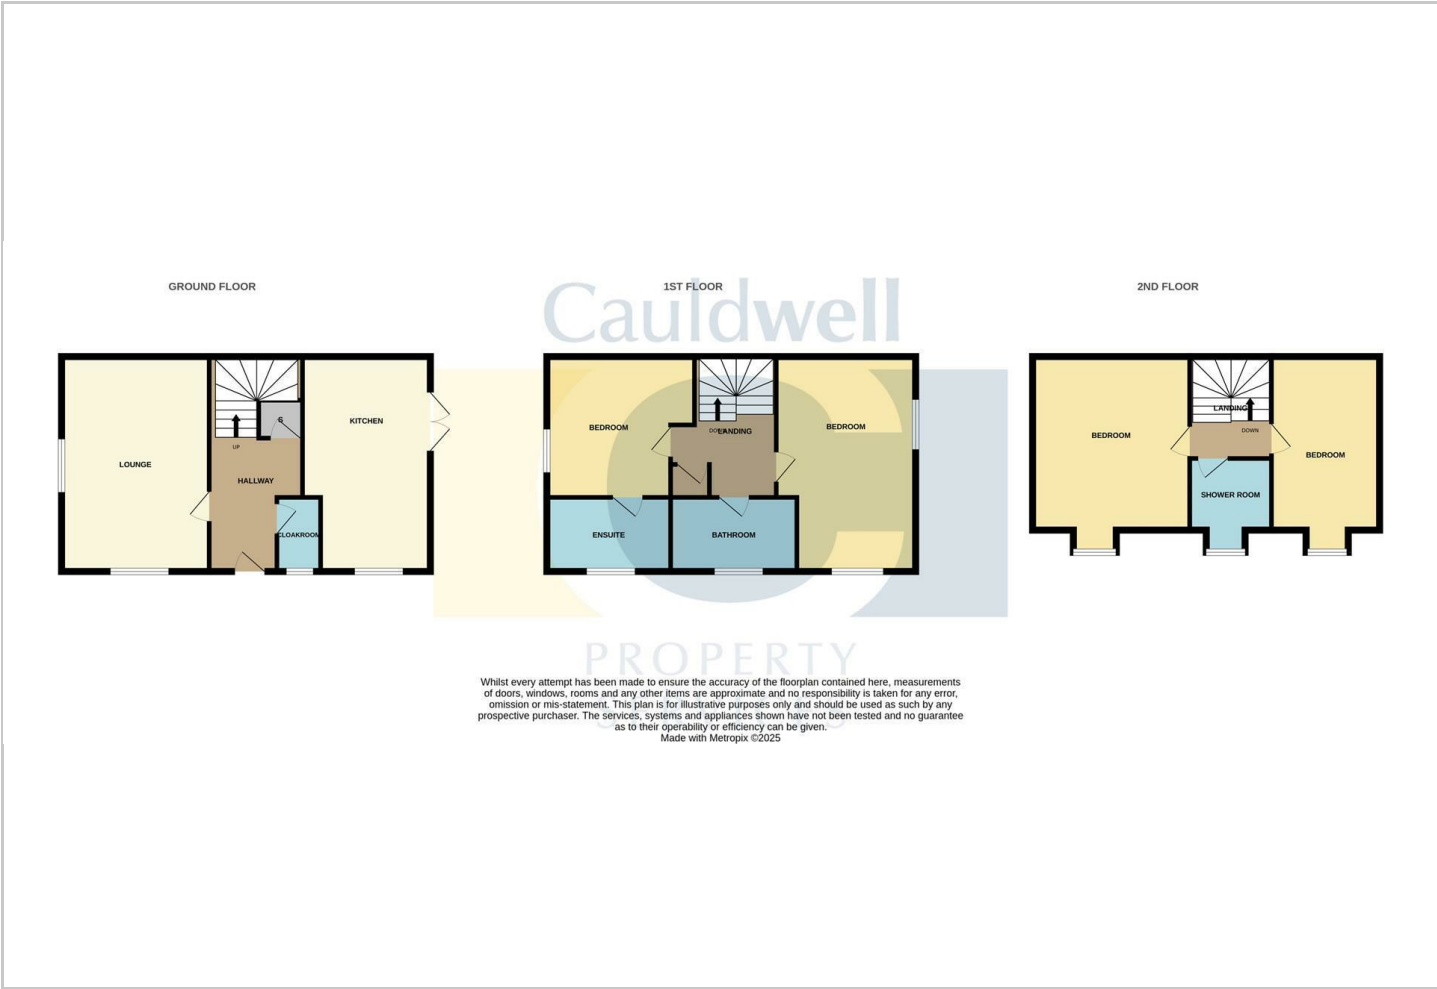 GROUND FLOOR
1ST FLOOR
2ND FLOOR
Cauldwell
LOUNGE
UP
HALLWAY
CLOAKROOM
KITCHEN
BEDROOM
LANDING
BEDROOM
ENSUITE
BATHROOM
BEDROOM
LANDING
DOWN
BEDROOM
SHOWER ROOM
PROPERTY
Whilst every attempt has been made to ensure the accuracy of the floorplan contained here, measurements
of doors, windows, rooms and any other items are approximate and no responsibility is taken for any error,
omission or mis-statement. This plan is for illustrative purposes only and should be used as such by any
prospective purchaser. The services, systems and appliances shown have not been tested and no guarantee
as to their operability or efficiency can be given.
Made with Metropix ©2025